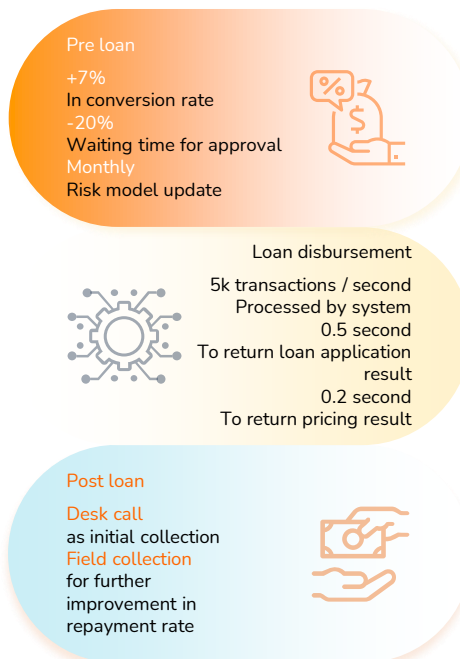 Pre loan
+7%
In conversion rate
-20%
Waiting time for approval
Monthly
Risk model update
Loan disbursement
5k transactions / second
Processed by system
0.5 second
To return loan application
result
0.2 second
To return pricing result
Post loan
Desk call
as initial collection
Field collection
for further
improvement in
repayment rate